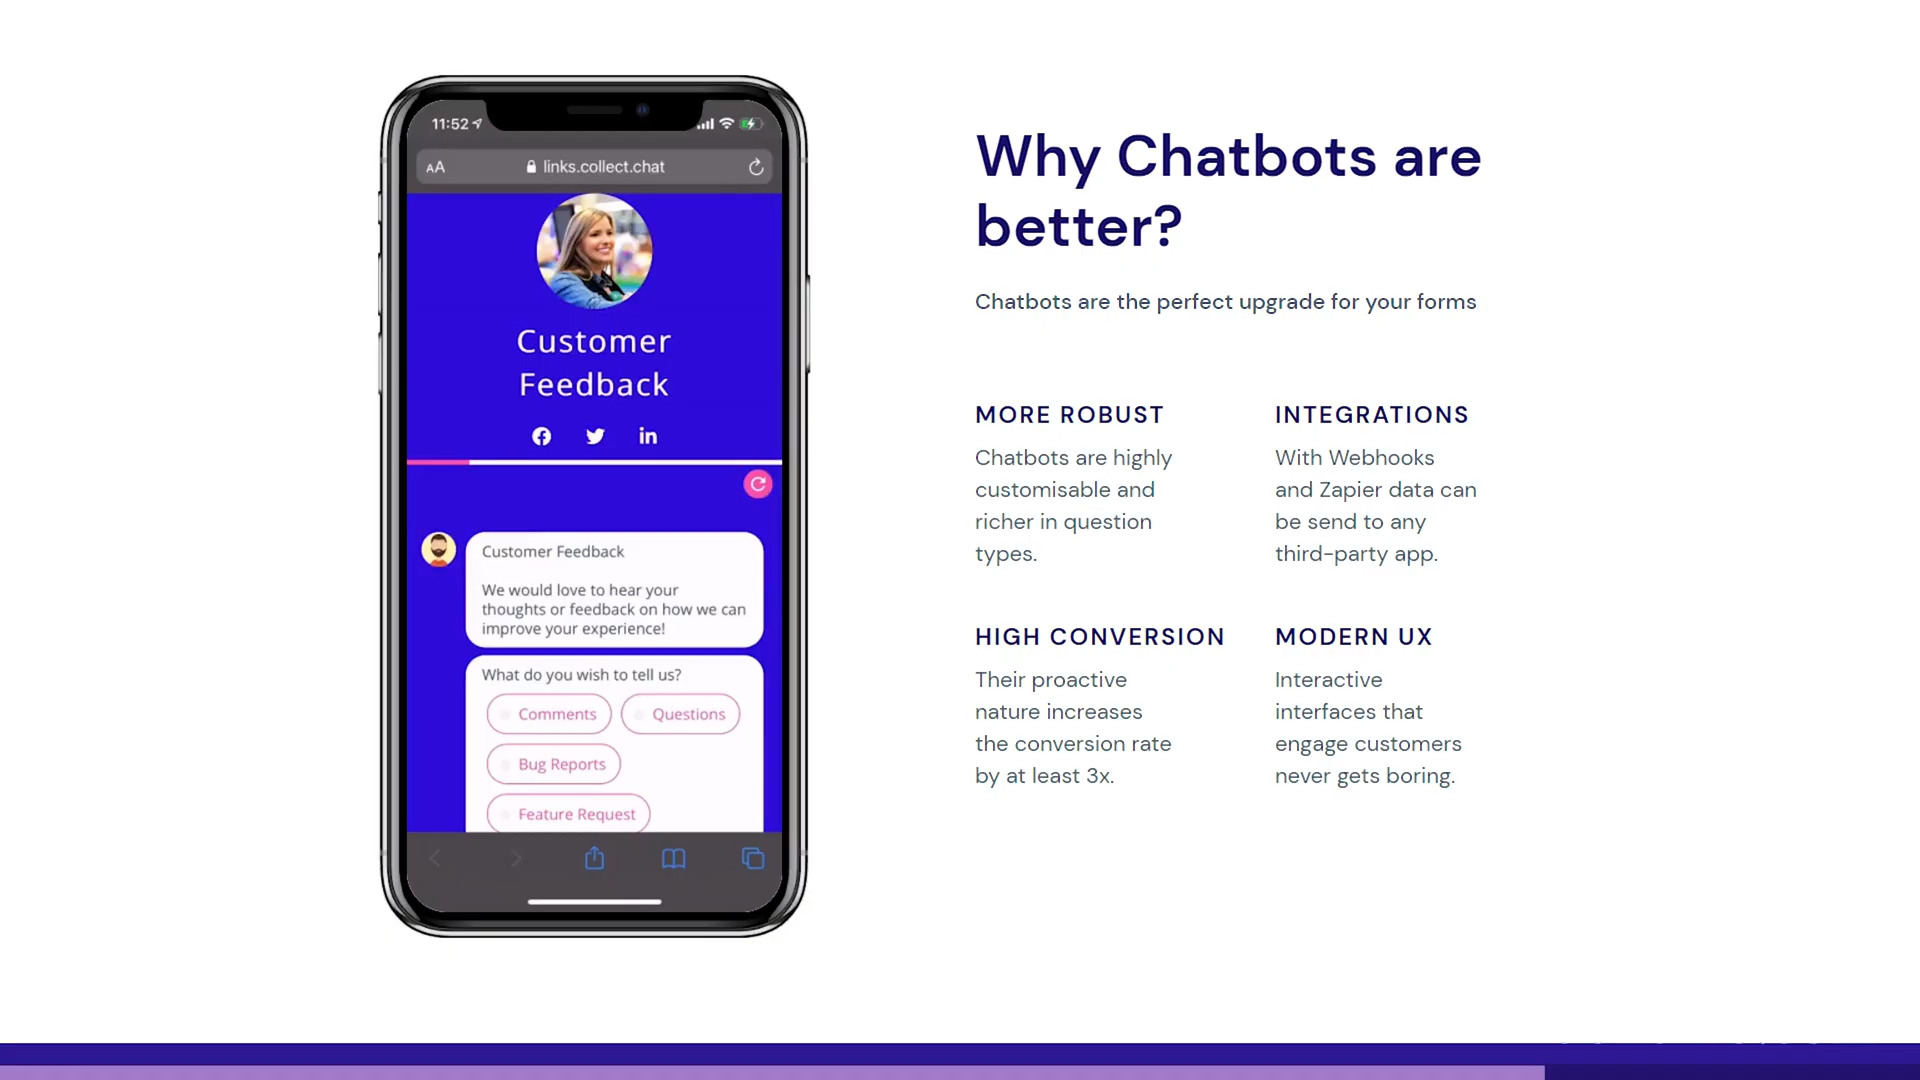 11:52
AA
links.collect.chat
Customer
Feedback
Customer Feedback
We would love to hear your
thoughts or feedback on how we can
improve your experience!
What do you wish to tell us?
Comments
Questions
Bug Reports
Feature Request
Why Chatbots are
better?
Chatbots are the perfect upgrade for your forms
MORE ROBUST
Chatbots are highly
customisable and
richer in question
types.
INTEGRATIONS
With Webhooks
and Zapier data can
be send to any
third-party app.
HIGH CONVERSION
Their proactive
nature increases
the conversion rate
by at least 3x.
MODERN UX
Interactive
interfaces that
engage customers
never gets boring.